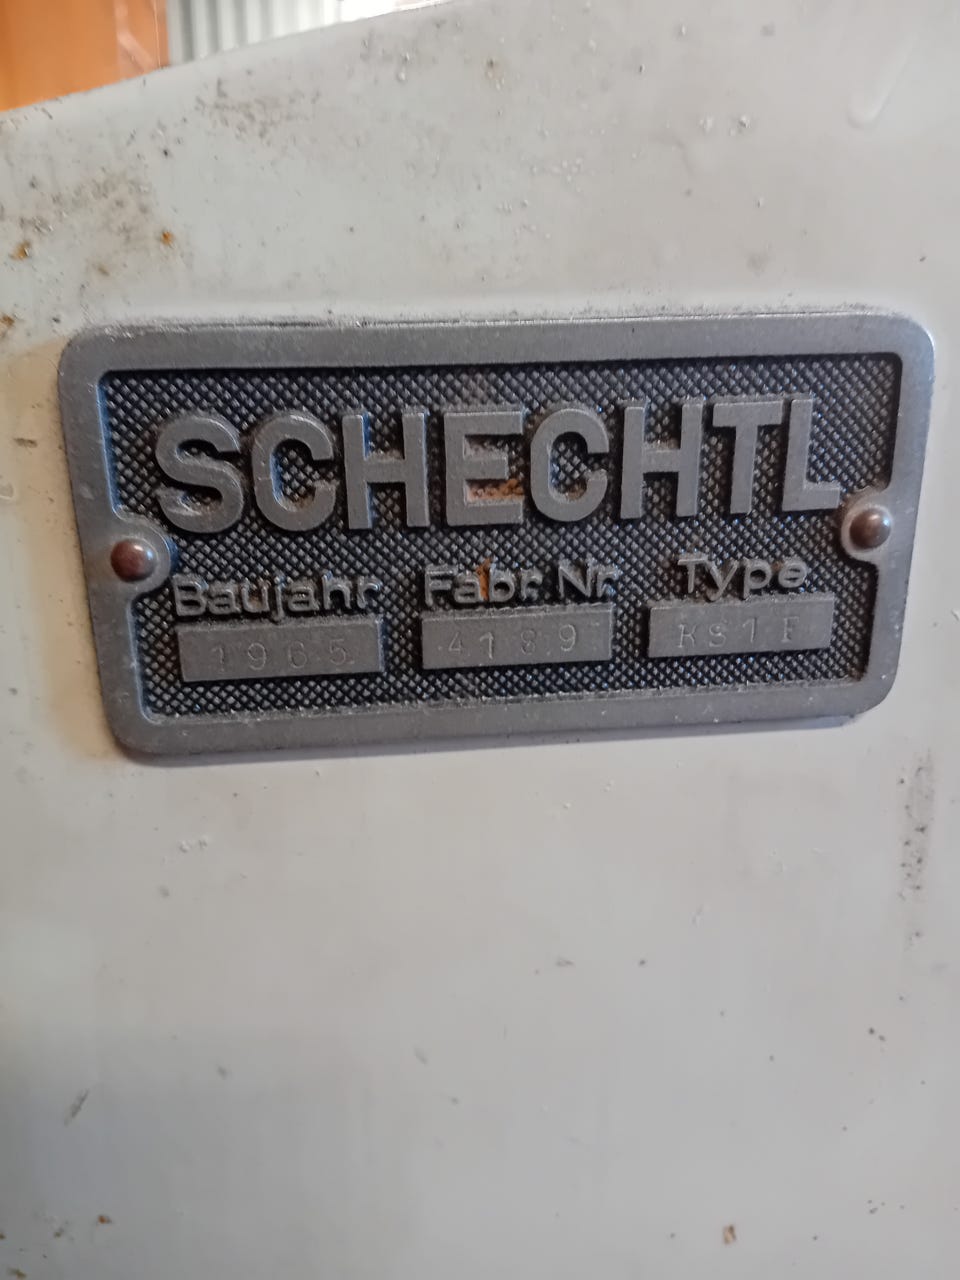 SCHECHTL
Baujahr Fabr. Nr. Type
1965 4189 KS1F